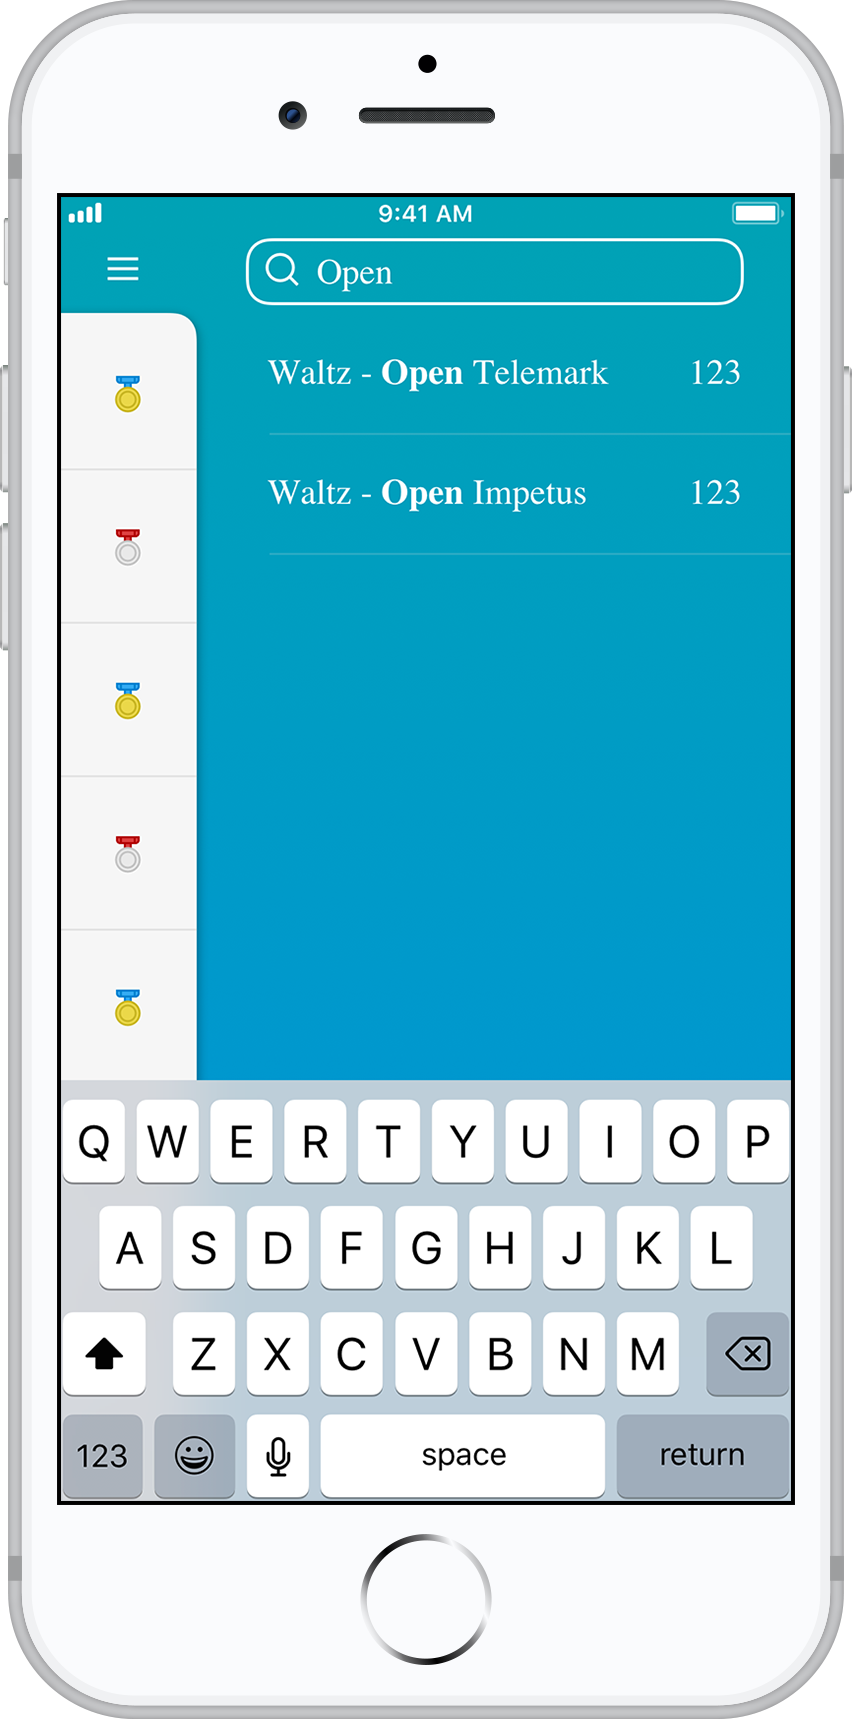 9:41 AM
Open
Waltz - Open Telemark 123
Waltz - Open Impetus 123
Q W E R T Y U I O P
A S D F G H J K L
Z X C V B N M
123 space return